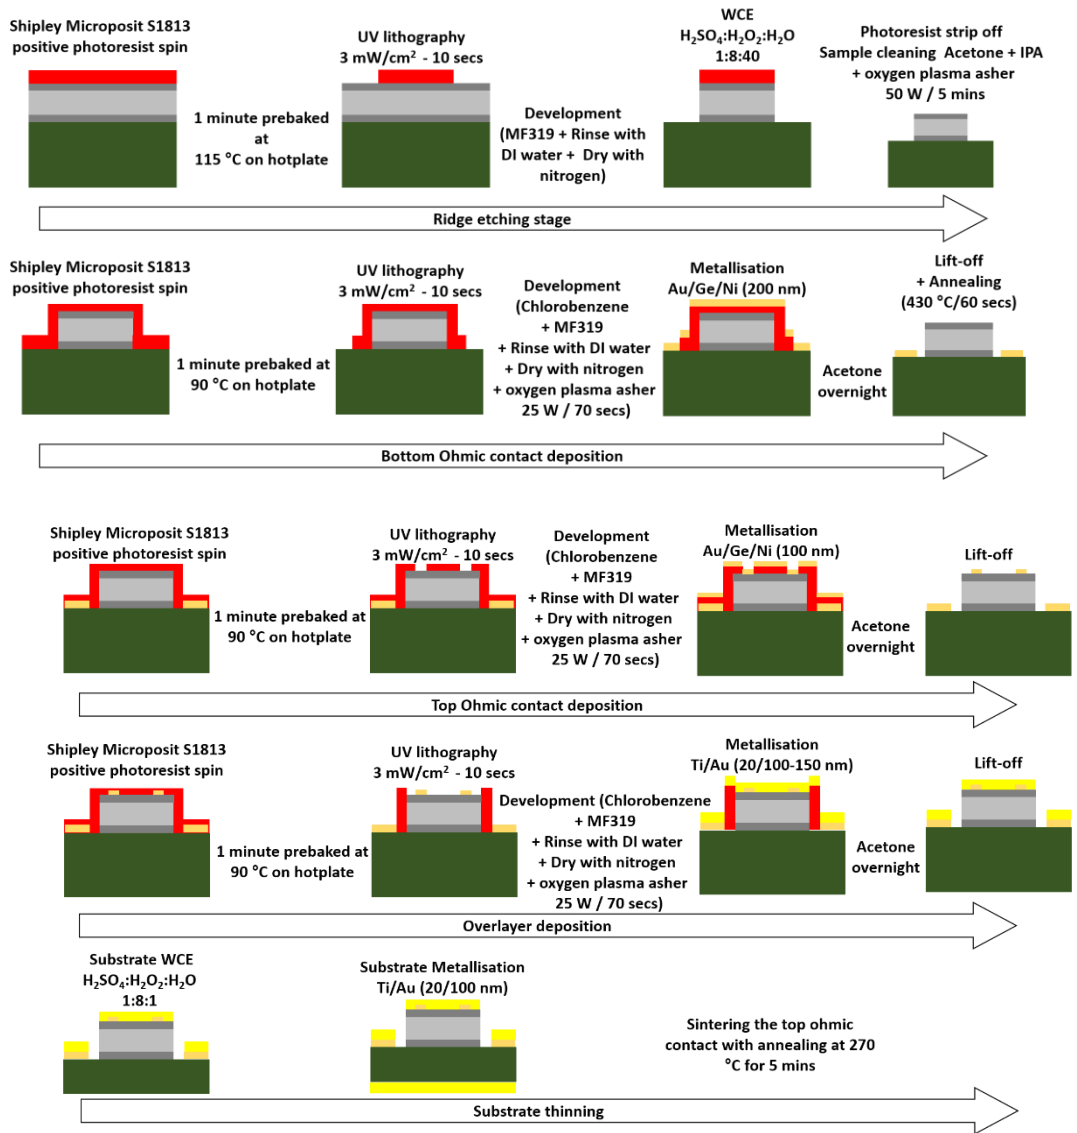 Shipley Microposit S1813
positive photoresist spin
1 minute prebaked
at
115 °C on hotplate
UV lithography
3 mW/cm² - 10 secs
Development
(MF319 + Rinse with
DI water + Dry with
nitrogen)
WCE
H₂SO₄:H₂O₂:H₂O
1:8:40
Photoresist strip off
Sample cleaning Acetone + IPA
+ oxygen plasma asher
50 W / 5 mins
Ridge etching stage
Shipley Microposit S1813
positive photoresist spin
1 minute prebaked at
90 °C on hotplate
UV lithography
3 mW/cm² - 10 secs
Development
(Chlorobenzene
+ MF319
+ Rinse with DI water
+ Dry with nitrogen
+ oxygen plasma asher
25 W / 70 secs)
Metallisation
Au/Ge/Ni (200 nm)
Acetone
overnight
Lift-off
+ Annealing
(430 °C/60 secs)
Bottom Ohmic contact deposition
Shipley Microposit S1813
positive photoresist spin
1 minute prebaked at
90 °C on hotplate
UV lithography
3 mW/cm² - 10 secs
Development
(Chlorobenzene
+ MF319
+ Rinse with DI water
+ Dry with nitrogen
+ oxygen plasma asher
25 W / 70 secs)
Metallisation
Au/Ge/Ni (100 nm)
Acetone
overnight
Lift-off
Top Ohmic contact deposition
Shipley Microposit S1813
positive photoresist spin
1 minute prebaked at
90 °C on hotplate
UV lithography
3 mW/cm² - 10 secs
Development (Chlorobenzene
+ MF319
+ Rinse with DI water
+ Dry with nitrogen
+ oxygen plasma asher
25 W / 70 secs)
Metallisation
Ti/Au (20/100-150 nm)
Acetone
overnight
Lift-off
Overlayer deposition
Substrate WCE
H₂SO₄:H₂O₂:H₂O
1:8:1
Substrate Metallisation
Ti/Au (20/100 nm)
Sintering the top ohmic
contact with annealing at 270
°C for 5 mins
Substrate thinning